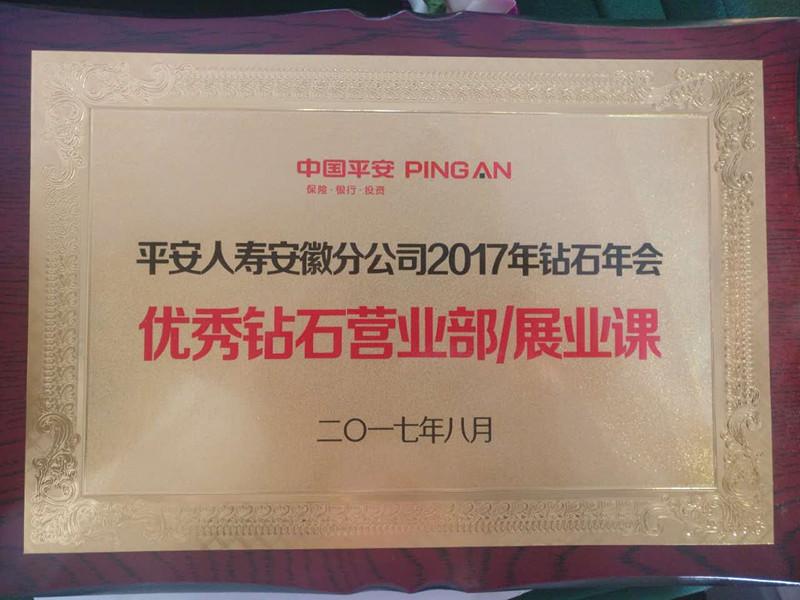 中国平安 PING AN
保险·银行·投资
平安人寿安徽分公司2017年钻石年会
优秀钻石营业部/展业课
二〇一七年八月